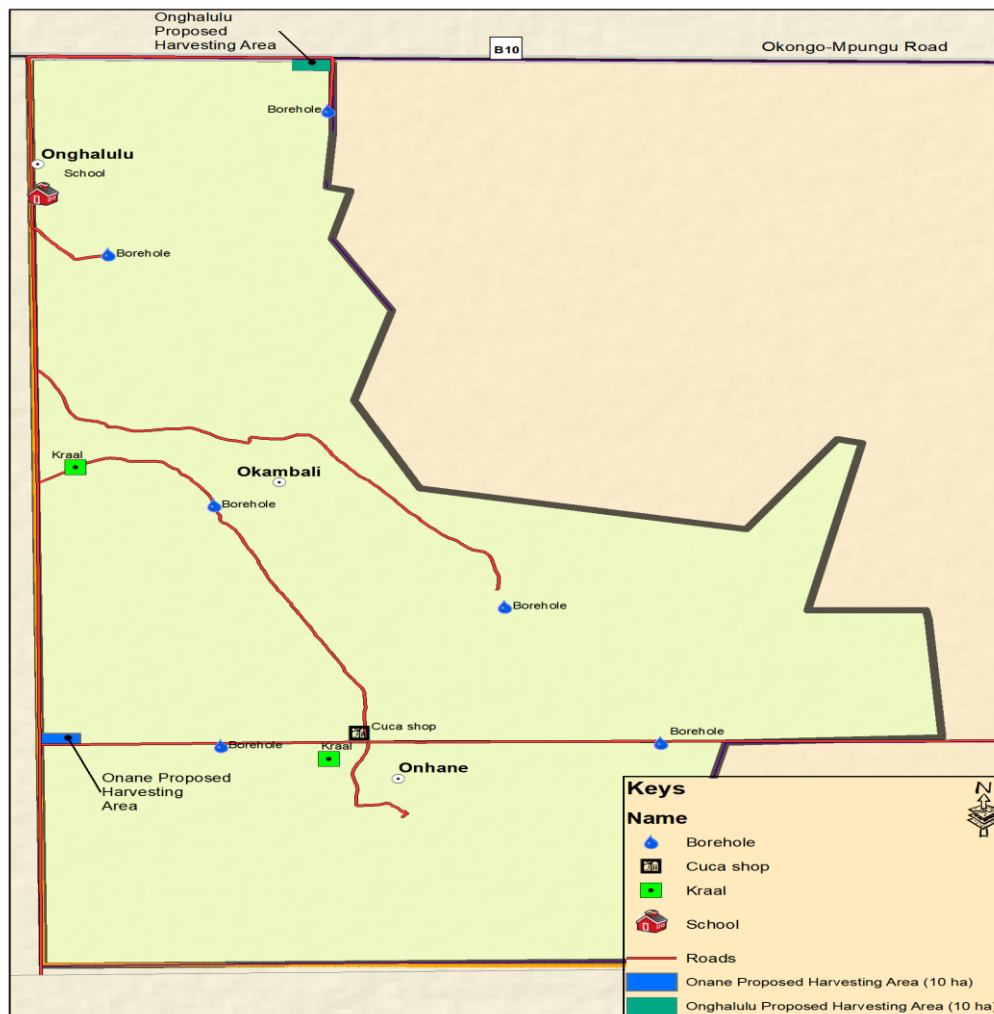 Onghalulu
Proposed
Harvesting Area
B10
Okongo-Mpungu Road
Borehole
Onghalulu
School
Borehole
Kraal
Okambali
Borehole
Borehole
Cuca shop
Borehole
Kraal
Borehole
Onhane
Onane Proposed
Harvesting
Area
Keys
N
Name
Borehole
Cuca shop
Kraal
School
Roads
Onane Proposed Harvesting Area (10 ha)
Onghalulu Proposed Harvesting Area (10 ha)